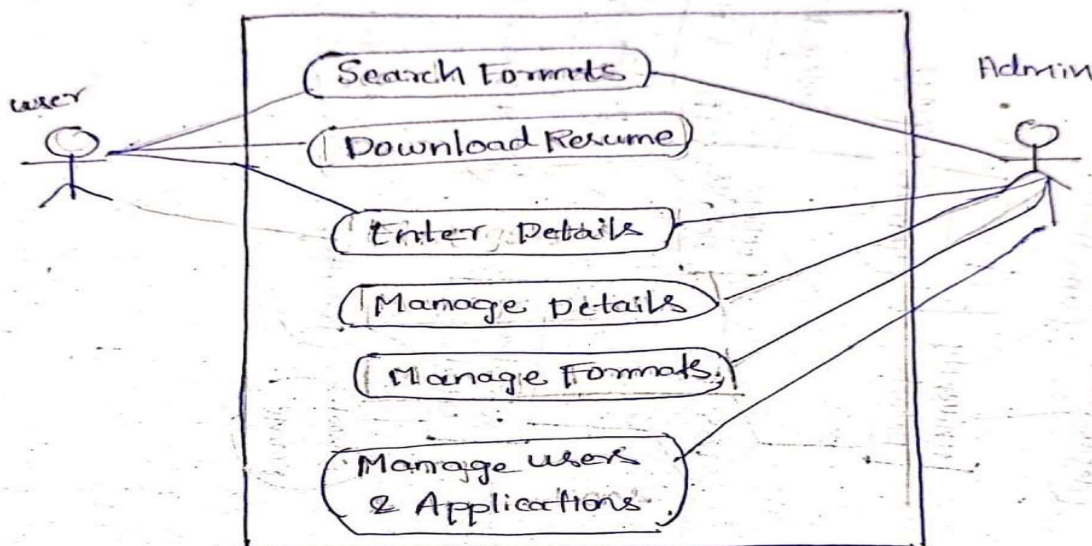 user
Admin
Search Formats
Download Resume
Enter Details
Manage Details
Manage Formats
Manage users
& Applications